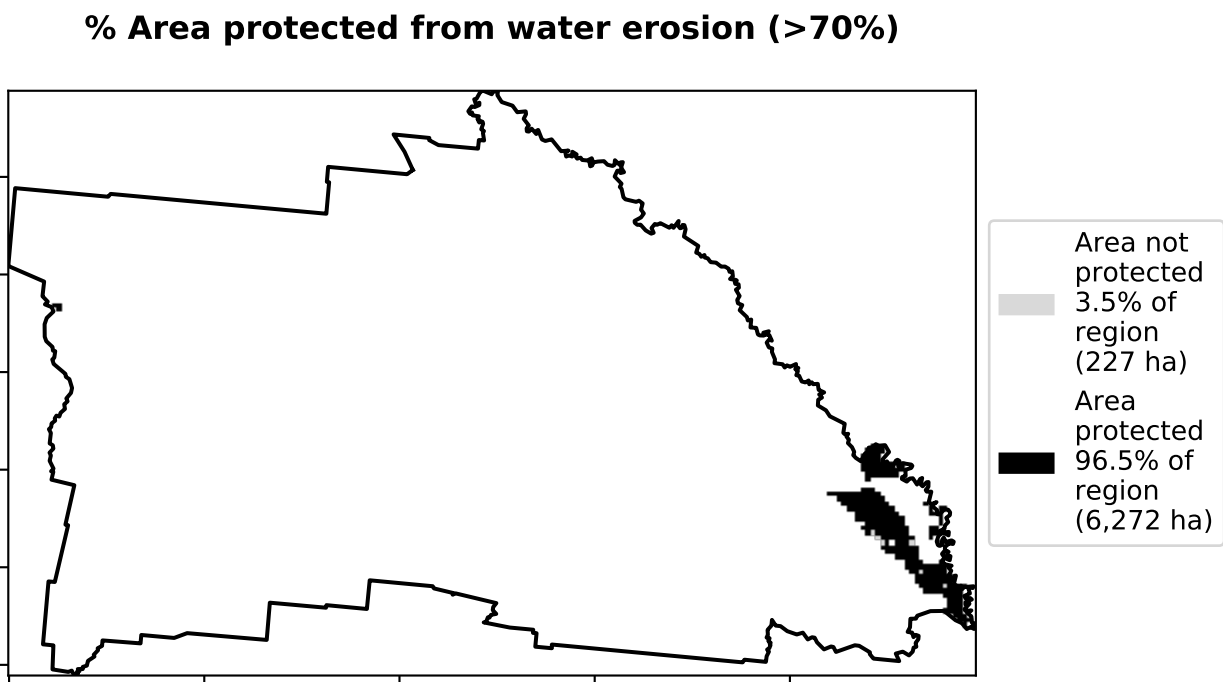 % Area protected from water erosion (>70%)
Area not
protected
3.5% of
region
(227 ha)
Area
protected
96.5% of
region
(6,272 ha)